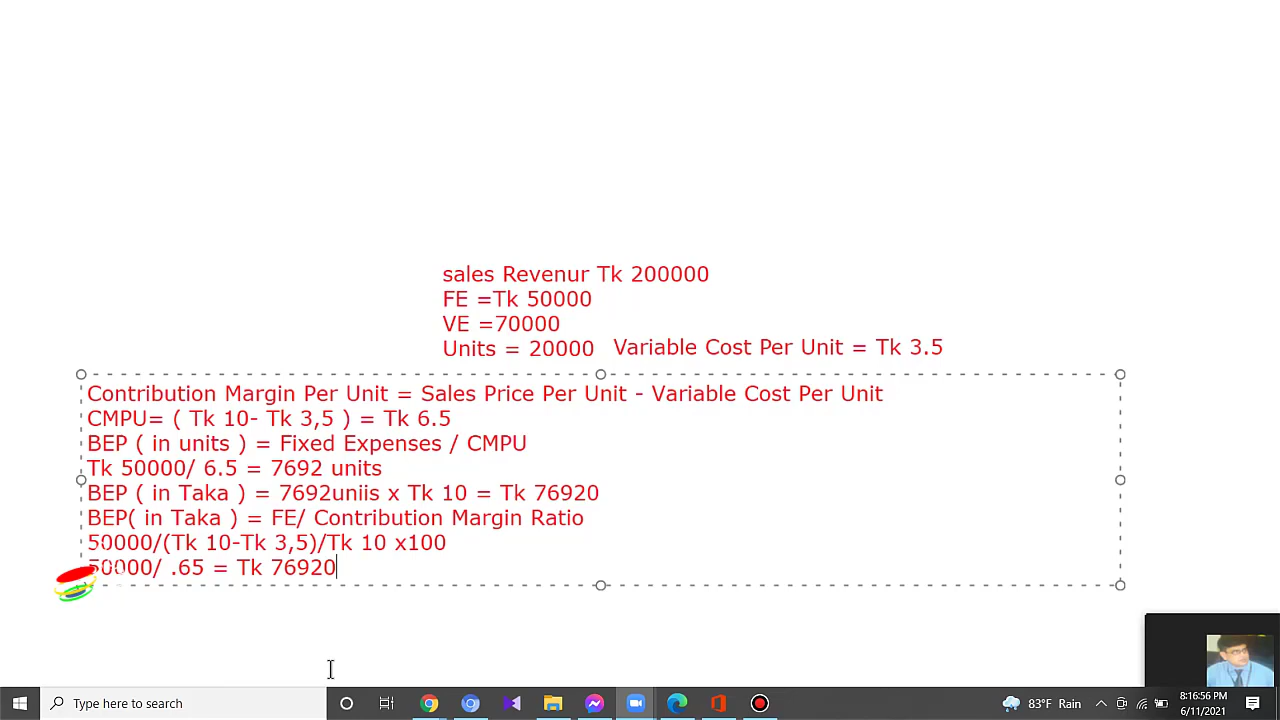 sales Revenur Tk 200000
FE =Tk 50000
VE =70000
Units = 20000 Variable Cost Per Unit = Tk 3.5
Contribution Margin Per Unit = Sales Price Per Unit - Variable Cost Per Unit
CMPU= ( Tk 10- Tk 3,5 ) = Tk 6.5
BEP ( in units ) = Fixed Expenses / CMPU
Tk 50000/ 6.5 = 7692 units
BEP ( in Taka ) = 7692uniis x Tk 10 = Tk 76920
BEP( in Taka ) = FE/ Contribution Margin Ratio
50000/(Tk 10-Tk 3,5)/Tk 10 x100
50000/ .65 = Tk 76920
Type here to search
83°F Rain
8:16:56 PM
6/11/2021